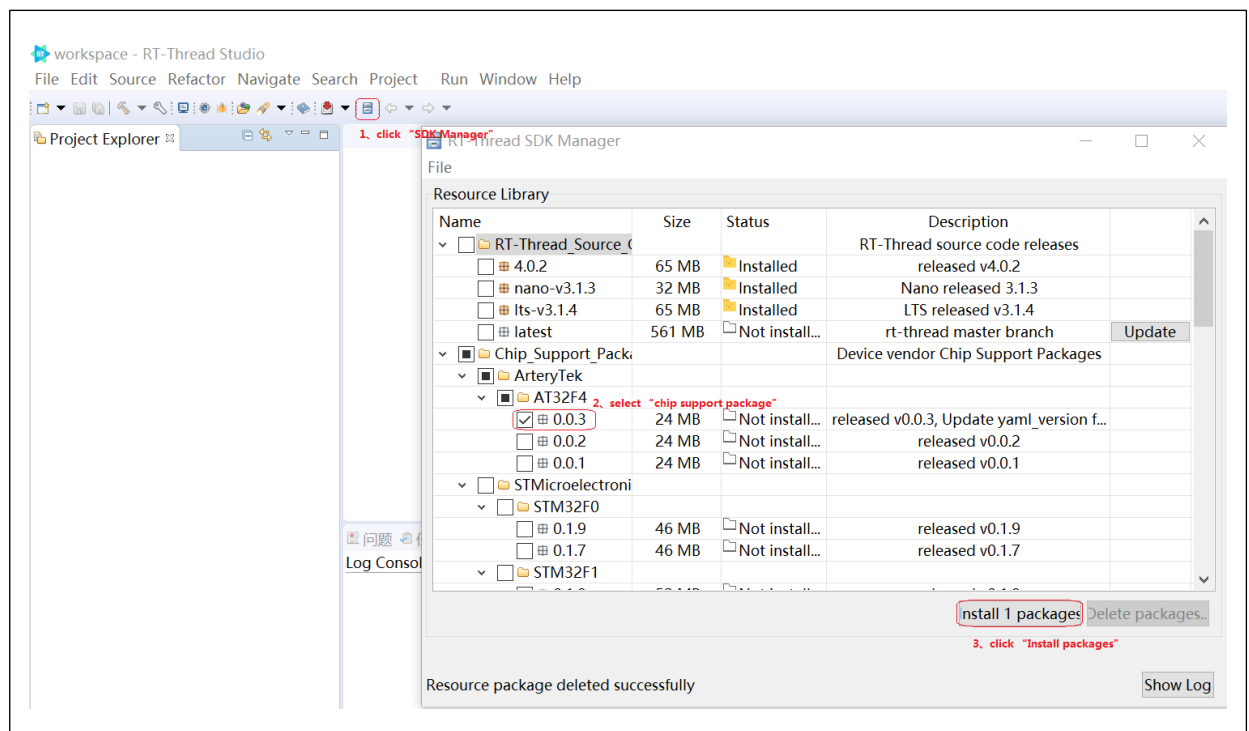 workspace - RT-Thread Studio
File Edit Source Refactor Navigate Search Project Run Window Help
Project Explorer
1、click “SDK Manager”
RT-Thread SDK Manager
File
Resource Library
Name Size Status Description
RT-Thread_Source_ RT-Thread source code releases
4.0.2 65 MB Installed released v4.0.2
nano-v3.1.3 32 MB Installed Nano released 3.1.3
lts-v3.1.4 65 MB Installed LTS released v3.1.4
latest 561 MB Not install... rt-thread master branch Update
Chip_Support_Packa Device vendor Chip Support Packages
ArteryTek
AT32F4
2、select “chip support package”
0.0.3 24 MB Not install... released v0.0.3, Update yaml_version f...
0.0.2 24 MB Not install... released v0.0.2
0.0.1 24 MB Not install... released v0.0.1
STMicroelectroni
STM32F0
0.1.9 46 MB Not install... released v0.1.9
0.1.7 46 MB Not install... released v0.1.7
STM32F1
问题
Log Consol
Install 1 packages Delete packages..
3、click “Install packages”
Resource package deleted successfully Show Log